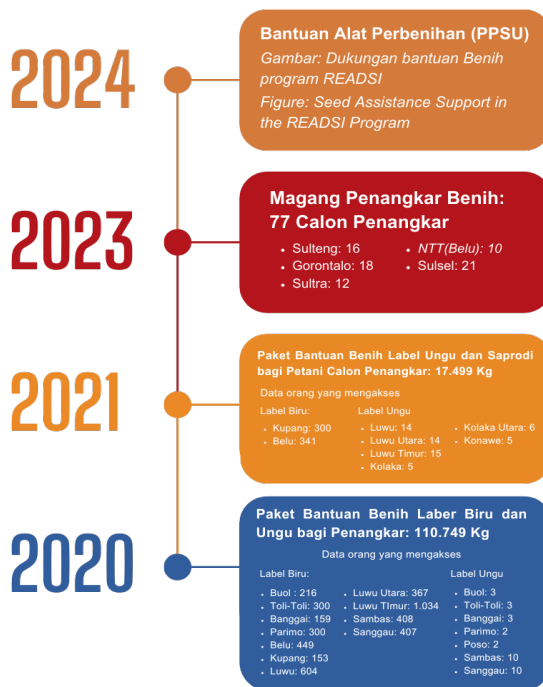 2024
Bantuan Alat Perbenihan (PPSU)
Gambar: Dukungan bantuan Benih
program READSI
Figure: Seed Assistance Support in
the READSI Program
2023
Magang Penangkar Benih:
77 Calon Penangkar
• Sulteng: 16
• Gorontalo: 18
• Sultra: 12
• NTT(Belu): 10
• Sulsel: 21
2021
Paket Bantuan Benih Label Ungu dan Saprodi
bagi Petani Calon Penangkar: 17.499 Kg
Data orang yang mengakses
Label Biru:
• Kupang: 300
• Belu: 341
Label Ungu
• Luwu: 14
• Luwu Utara: 14
• Luwu Timur: 15
• Kolaka: 5
• Kolaka Utara: 6
• Konawe: 5
2020
Paket Bantuan Benih Laber Biru dan
Ungu bagi Penangkar: 110.749 Kg
Data orang yang mengakses
Label Biru:
• Buol : 216
• Toli-Toli: 300
• Banggai: 159
• Parimo: 300
• Belu: 449
• Kupang: 153
• Luwu: 604
• Luwu Utara: 367
• Luwu TImur: 1.034
• Sambas: 408
• Sanggau: 407
Label Ungu
• Buol: 3
• Toli-Toli: 3
• Banggai: 3
• Parimo: 2
• Poso: 2
• Sambas: 10
• Sanggau: 10